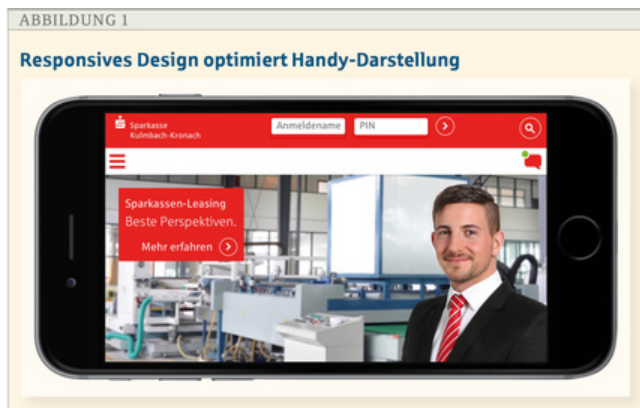 ABBILDUNG 1
Responsives Design optimiert Handy-Darstellung
Sparkasse
Kulmbach-Kronach
Anmeldename
PIN
Sparkassen-Leasing
Beste Perspektiven.
Mehr erfahren